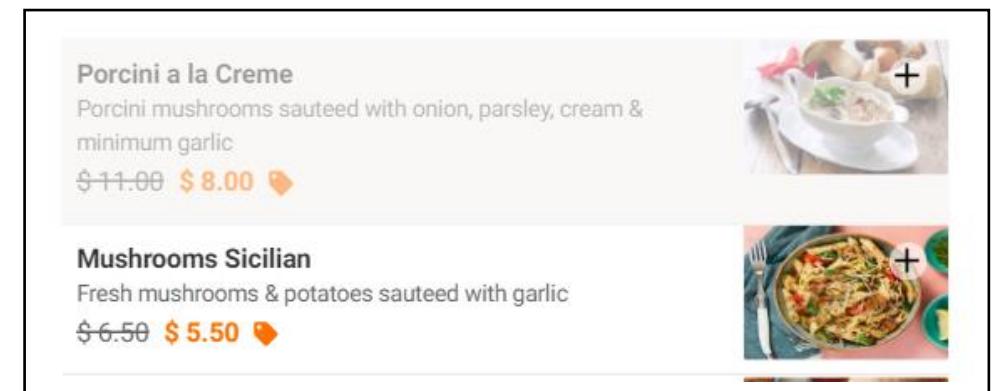 Porcini a la Creme
Porcini mushrooms sauteed with onion, parsley, cream &
minimum garlic
$ 11.00 $ 8.00
Mushrooms Sicilian
Fresh mushrooms & potatoes sauteed with garlic
$ 6.50 $ 5.50